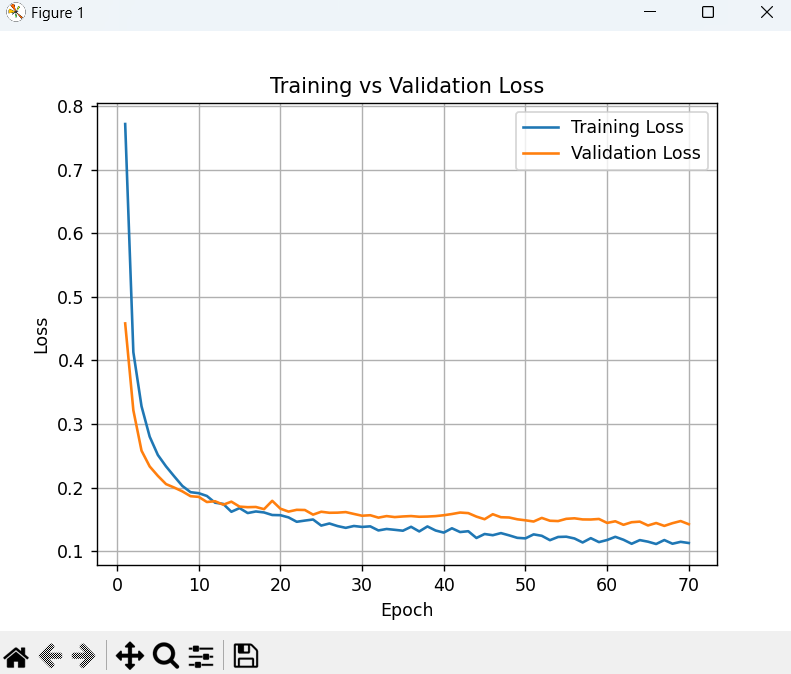 Figure 1
Training vs Validation Loss
Training Loss
Validation Loss
0.8
0.7
0.6
0.5
0.4
0.3
0.2
0.1
Loss
0 10 20 30 40 50 60 70
Epoch